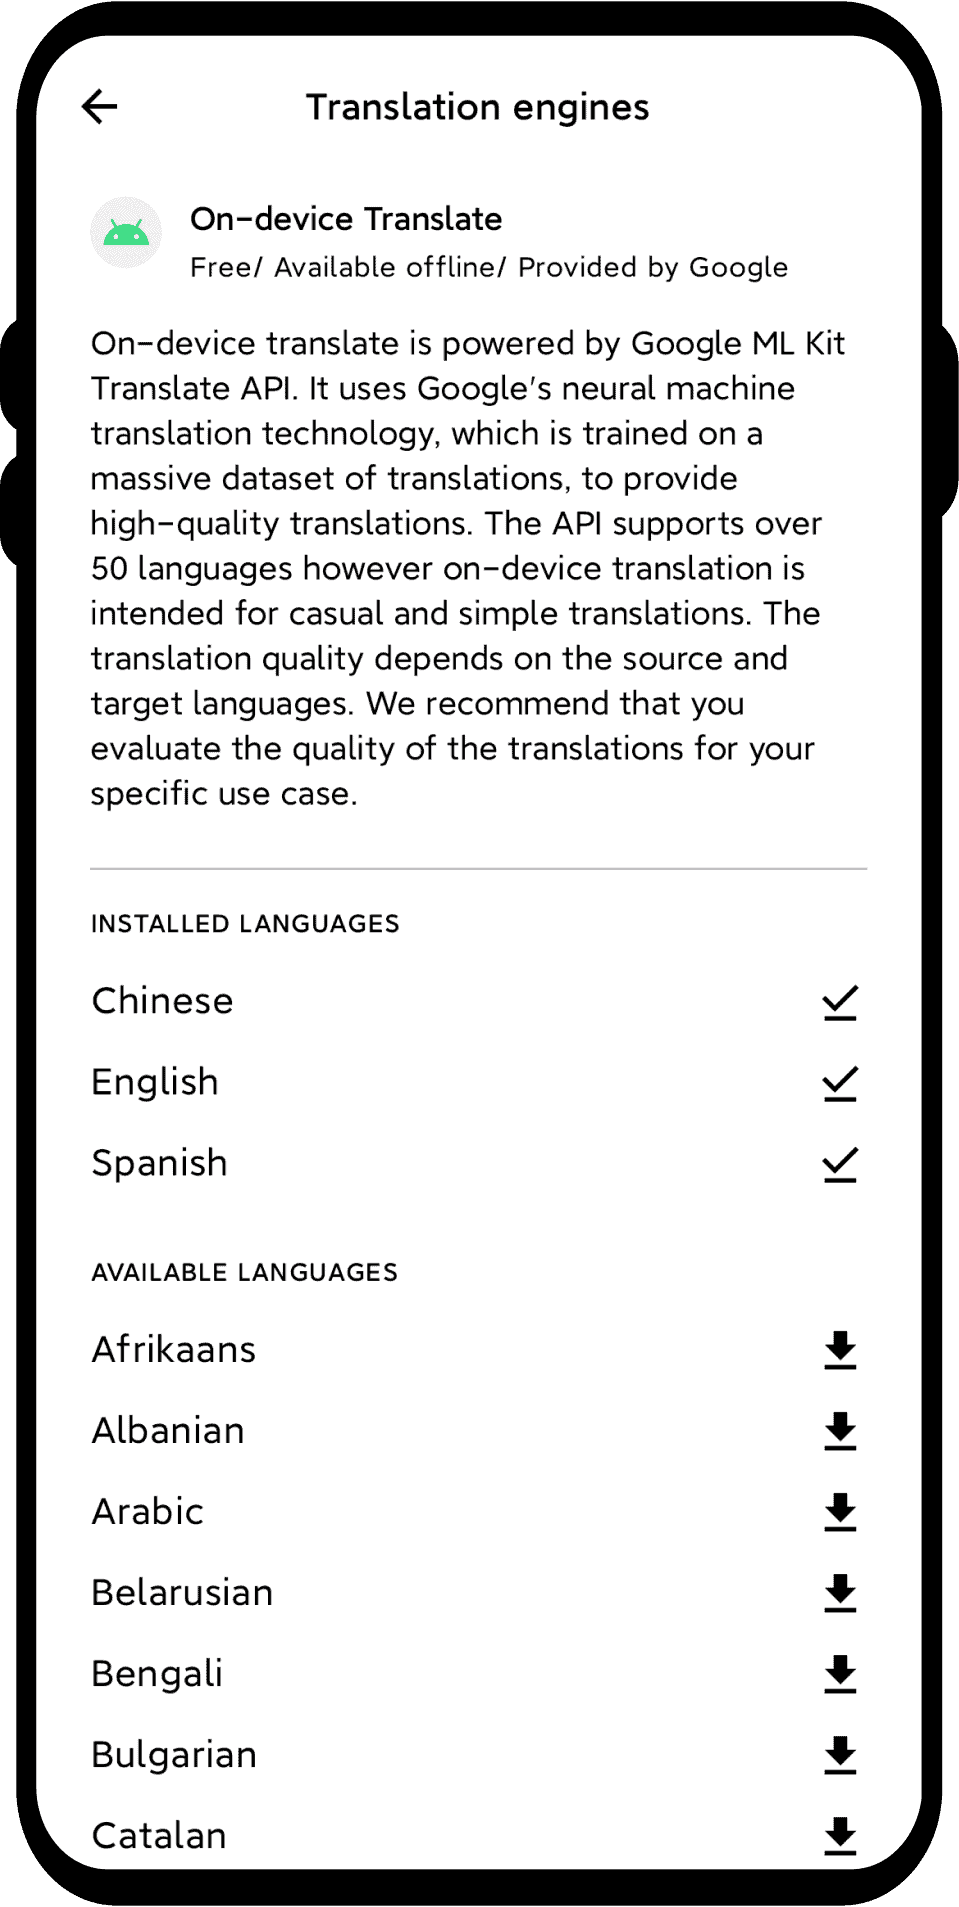 Translation engines
On-device Translate
Free/ Available offline/ Provided by Google
On-device translate is powered by Google ML Kit
Translate API. It uses Google's neural machine
translation technology, which is trained on a
massive dataset of translations, to provide
high-quality translations. The API supports over
50 languages however on-device translation is
intended for casual and simple translations. The
translation quality depends on the source and
target languages. We recommend that you
evaluate the quality of the translations for your
specific use case.
INSTALLED LANGUAGES
Chinese
English
Spanish
AVAILABLE LANGUAGES
Afrikaans
Albanian
Arabic
Belarusian
Bengali
Bulgarian
Catalan